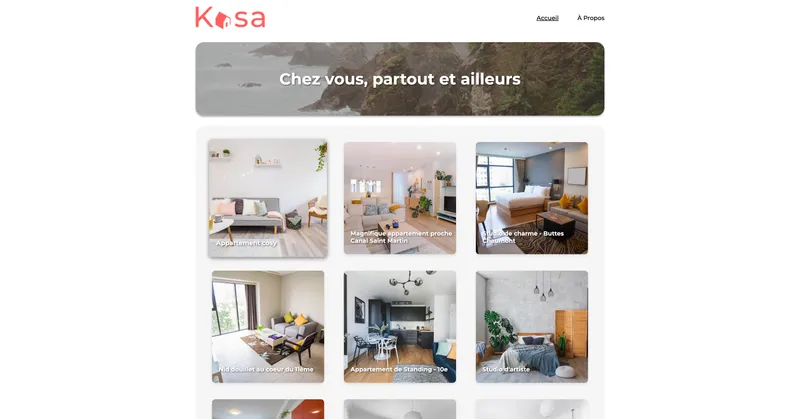 Kasa
Accueil
À Propos
Chez vous, partout et ailleurs
Appartement cosy
Magnifique appartement proche
Canal Saint Martin
Studio de charme - Buttes
Chaumont
Nid douillet au coeur du 11ème
Appartement de Standing - 10e
Studio d'artiste